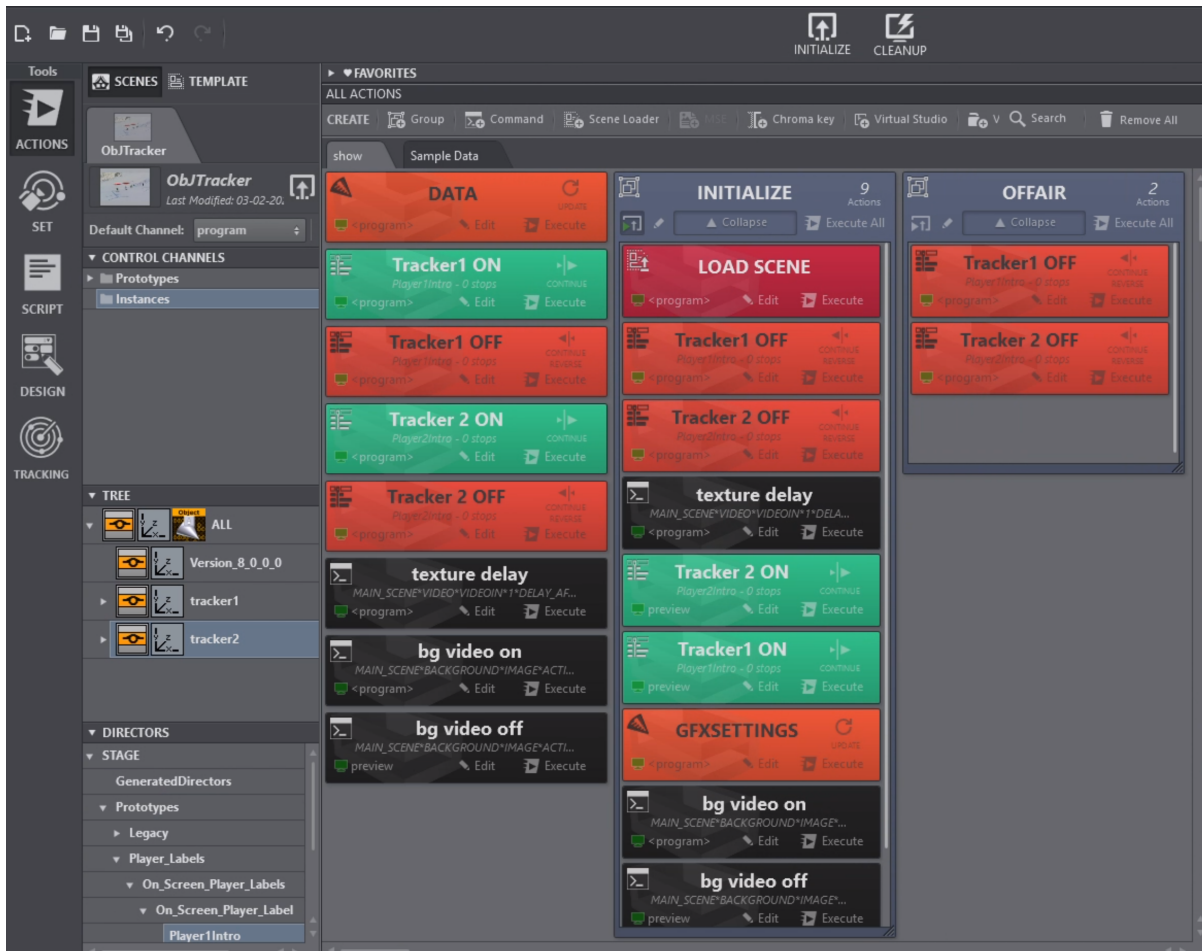 INITIALIZE
CLEANUP
Tools
ACTIONS
SET
SCRIPT
DESIGN
TRACKING
SCENES
TEMPLATE
ObJTracker
ObJTracker
Last Modified: 03-02-20.
Default Channel: program
CONTROL CHANNELS
Prototypes
Instances
TREE
Object
ALL
Version_8_0_0_0
tracker1
tracker2
DIRECTORS
STAGE
GeneratedDirectors
Prototypes
Legacy
Player_Labels
On_Screen_Player_Labels
On_Screen_Player_Label
Player1Intro
♥FAVORITES
ALL ACTIONS
CREATE Group Command Scene Loader MSE Chroma key Virtual Studio V Search Remove All
show Sample Data
DATA
UPDATE
<program> Edit Execute
Tracker1 ON
Player1Intro - 0 stops CONTINUE
<program> Edit Execute
Tracker1 OFF
Player1Intro - 0 stops CONTINUE REVERSE
<program> Edit Execute
Tracker 2 ON
Player2Intro - 0 stops CONTINUE
<program> Edit Execute
Tracker 2 OFF
Player2Intro - 0 stops CONTINUE REVERSE
<program> Edit Execute
texture delay
MAIN_SCENE*VIDEO*VIDEOIN*1*DELAY_AF...
<program> Edit Execute
bg video on
MAIN_SCENE*BACKGROUND*IMAGE*ACTI...
<program> Edit Execute
bg video off
MAIN_SCENE*BACKGROUND*IMAGE*ACTI...
preview Edit Execute
INITIALIZE 9 Actions
Collapse Execute All
LOAD SCENE
<program> Edit Execute
Tracker1 OFF
Player1Intro - 0 stops CONTINUE REVERSE
<program> Edit Execute
Tracker 2 OFF
Player2Intro - 0 stops CONTINUE REVERSE
<program> Edit Execute
texture delay
MAIN_SCENE*VIDEO*VIDEOIN*1*DELA...
<program> Edit Execute
Tracker 2 ON
Player2Intro - 0 stops CONTINUE
preview Edit Execute
Tracker1 ON
Player1Intro - 0 stops CONTINUE
preview Edit Execute
GFXSETTINGS
UPDATE
<program> Edit Execute
bg video on
MAIN_SCENE*BACKGROUND*IMAGE*...
<program> Edit Execute
bg video off
MAIN_SCENE*BACKGROUND*IMAGE*...
preview Edit Execute
OFFAIR 2 Actions
Collapse Execute All
Tracker1 OFF
Player1Intro - 0 stops CONTINUE REVERSE
<program> Edit Execute
Tracker 2 OFF
Player2Intro - 0 stops CONTINUE REVERSE
<program> Edit Execute